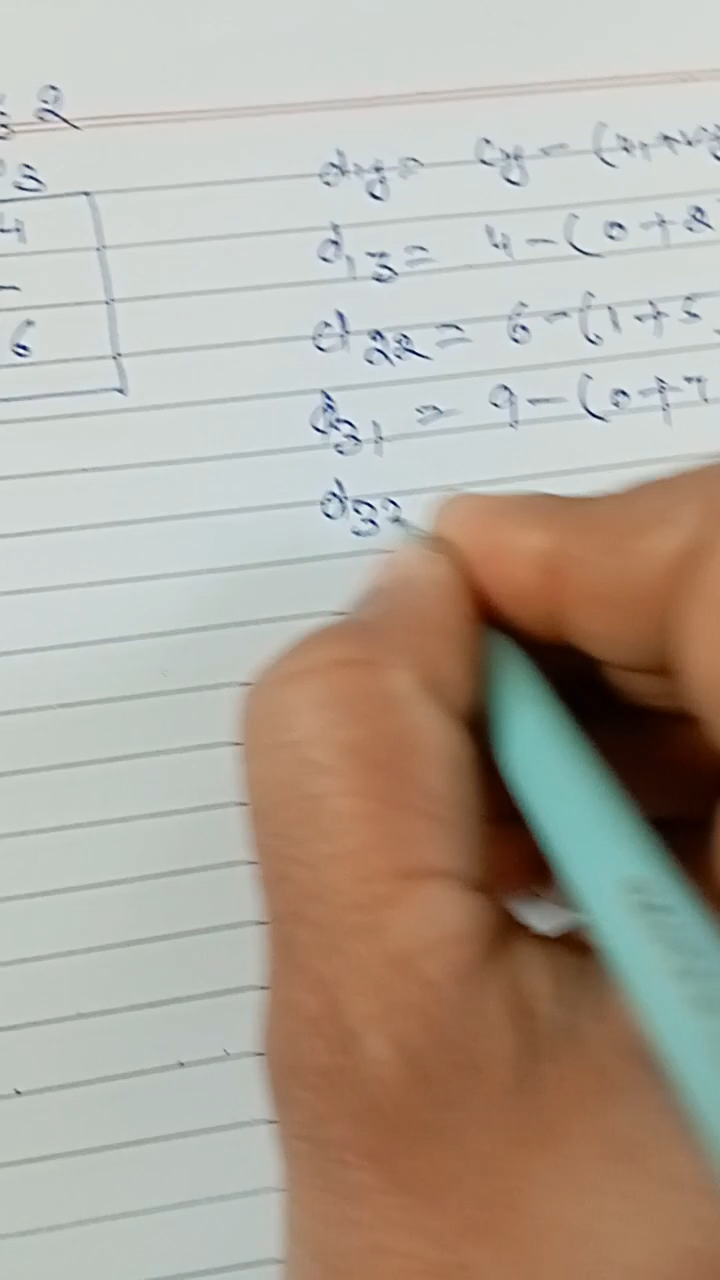 2
3
4
-
6
dij = Cij - (ui+vj
d13 = 4-(0+2
d22 = 6-(1+5
d31 = 9-(0+7
d32